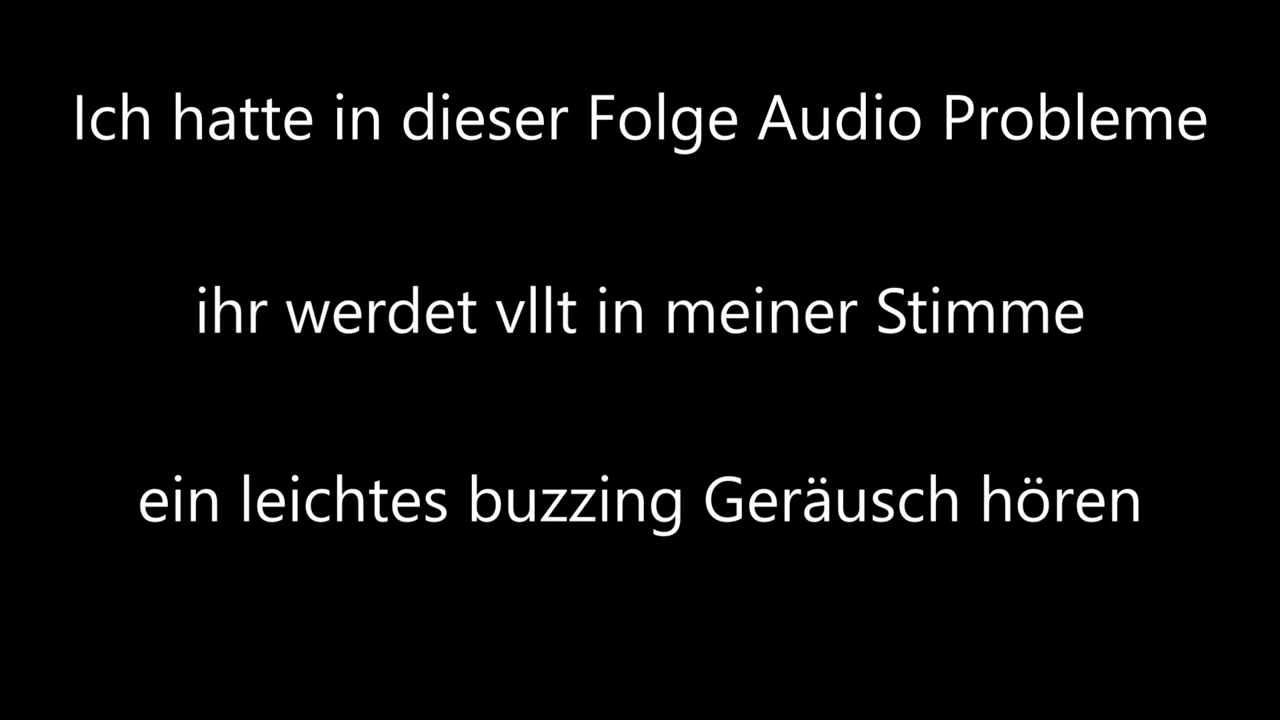 Ich hatte in dieser Folge Audio Probleme
ihr werdet vllt in meiner Stimme
ein leichtes buzzing Geräusch hören